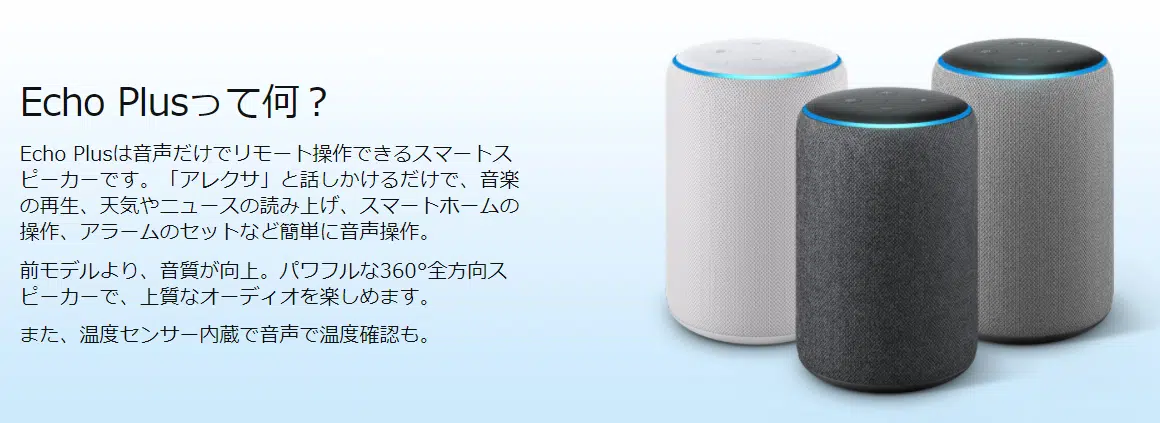 Echo Plusって何？
Echo Plusは音声だけでリモート操作できるスマートス
ピーカーです。「アレクサ」と話しかけるだけで、音楽
の再生、天気やニュースの読み上げ、スマートホームの
操作、アラームのセットなど簡単に音声操作。
前モデルより、音質が向上。パワフルな360°全方向ス
ピーカーで、上質なオーディオを楽しめます。
また、温度センサー内蔵で音声で温度確認も。